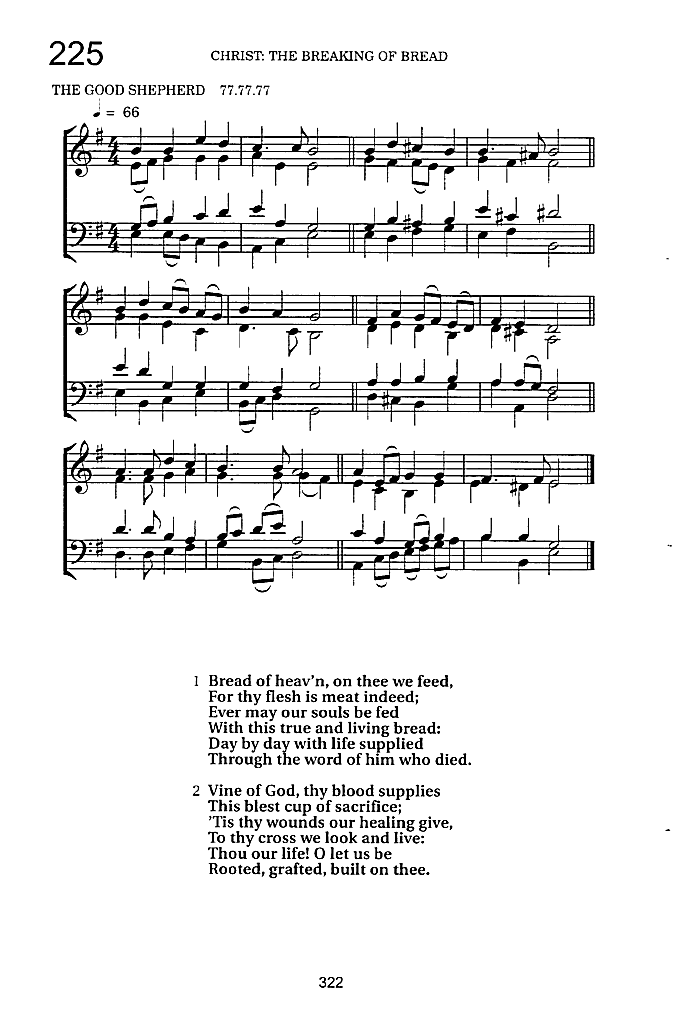 225
CHRIST: THE BREAKING OF BREAD
THE GOOD SHEPHERD 77.77.77
♩ = 66
1 Bread of heav'n, on thee we feed,
For thy flesh is meat indeed;
Ever may our souls be fed
With this true and living bread:
Day by day with life supplied
Through the word of him who died.
2 Vine of God, thy blood supplies
This blest cup of sacrifice;
'Tis thy wounds our healing give,
To thy cross we look and live:
Thou our life! O let us be
Rooted, grafted, built on thee.
322